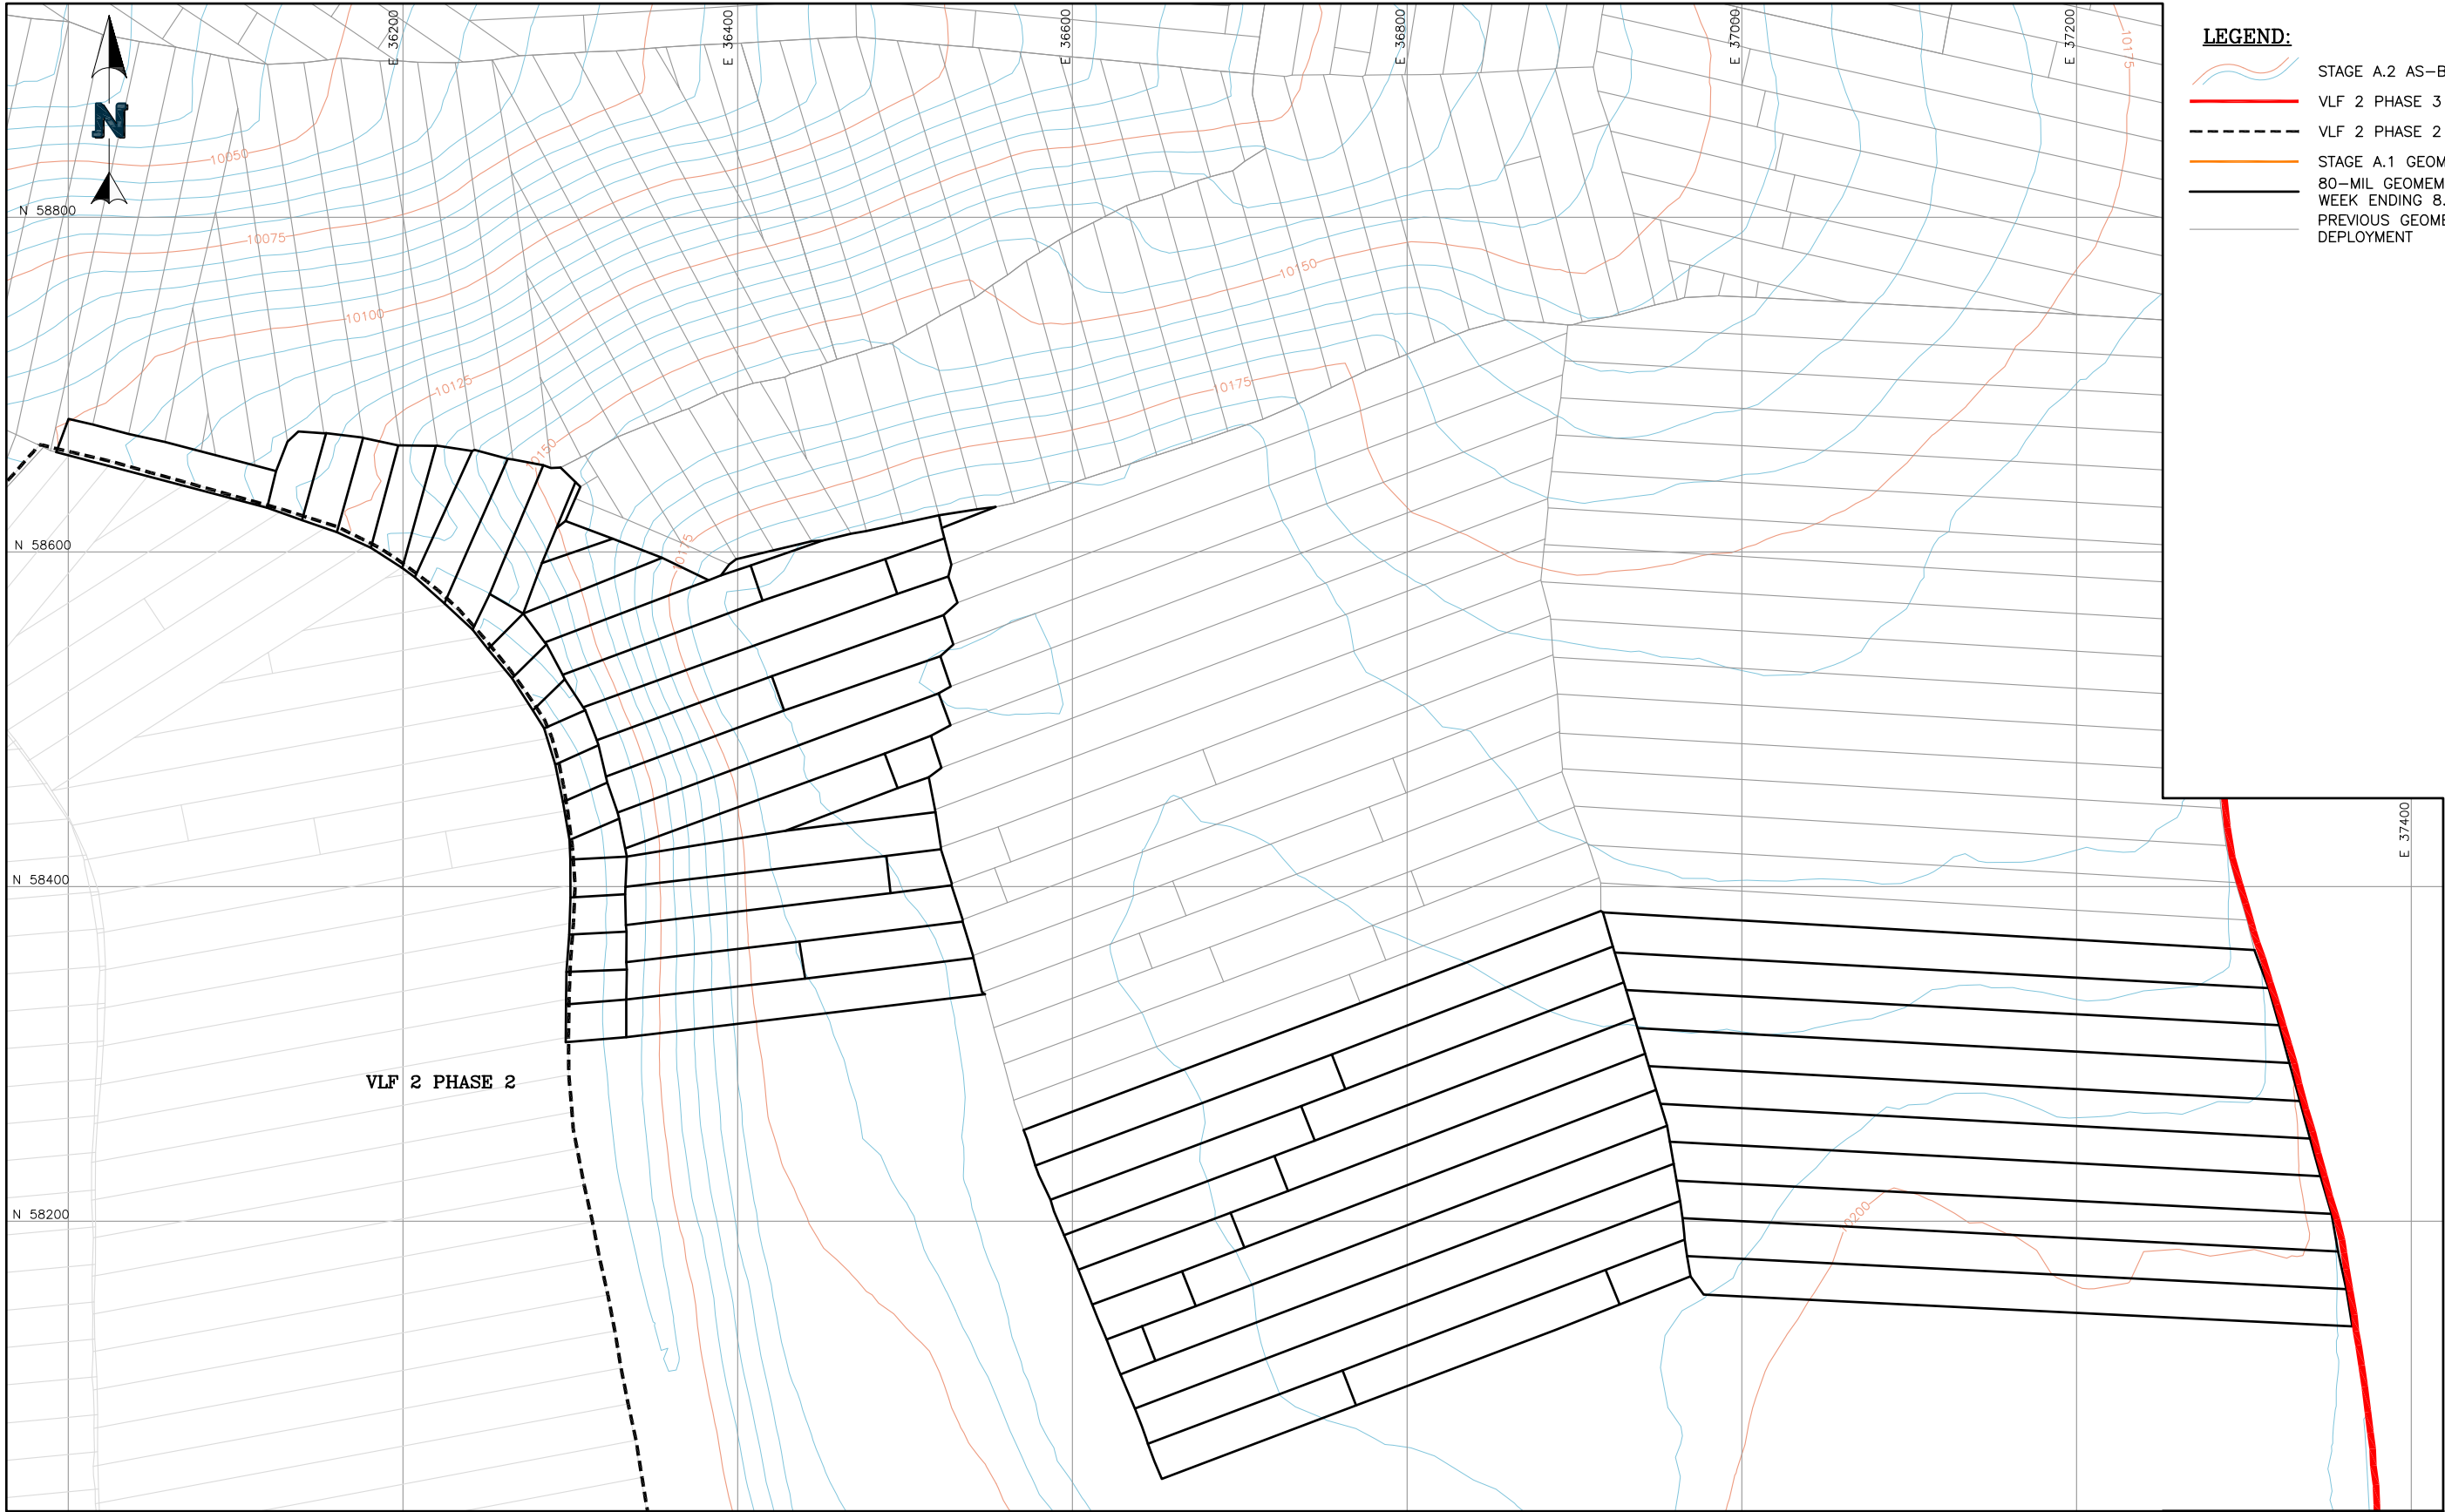 E 36200
E 36400
E 36600
E 36800
E 37000
E 37200
10175
LEGEND:
STAGE A.2 AS-B
VLF 2 PHASE 3
VLF 2 PHASE 2
STAGE A.1 GEOM
80-MIL GEOMEM
WEEK ENDING 8.
PREVIOUS GEOME
DEPLOYMENT
N
10050
N 58800
10075
10150
10100
10125
10175
10150
N 58600
10175
E 37400
N 58400
VLF 2 PHASE 2
N 58200
10200